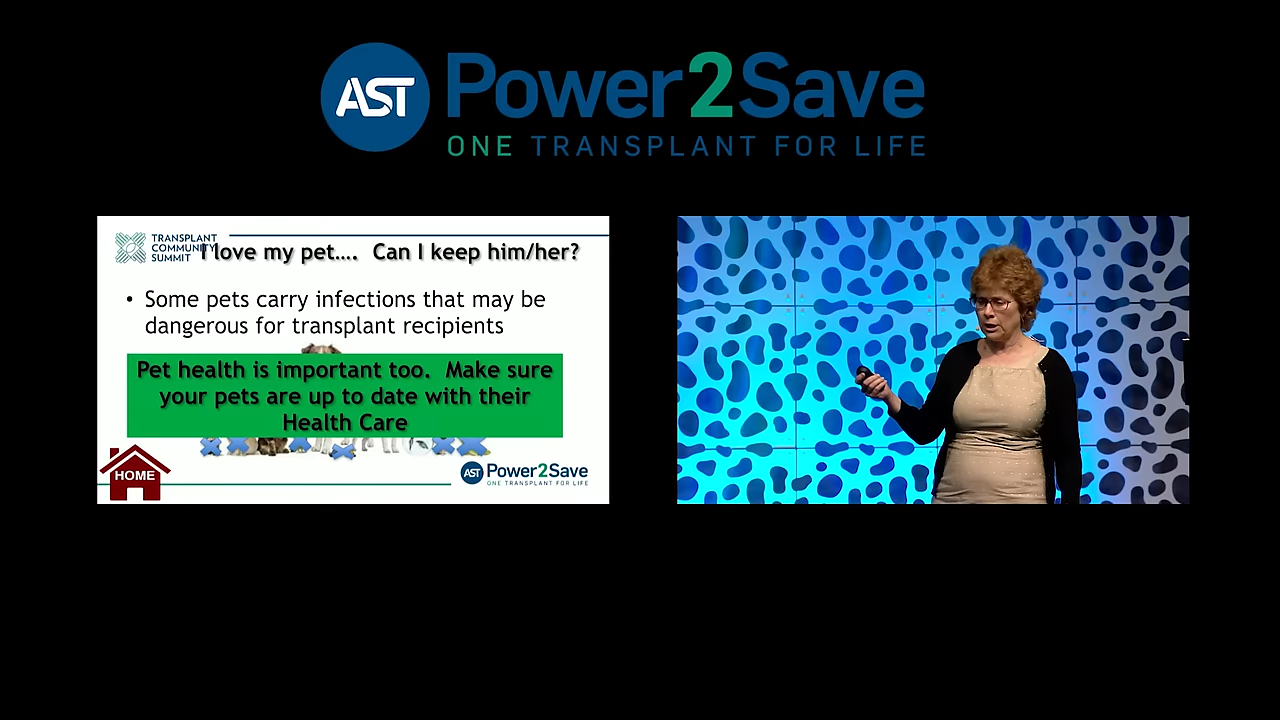 AST Power2Save
ONE TRANSPLANT FOR LIFE
TRANSPLANT
COMMUNITY
SUMMIT
I love my pet.... Can I keep him/her?
• Some pets carry infections that may be
dangerous for transplant recipients
Pet health is important too. Make sure
your pets are up to date with their
Health Care
HOME
AST Power2Save
ONE TRANSPLANT FOR LIFE